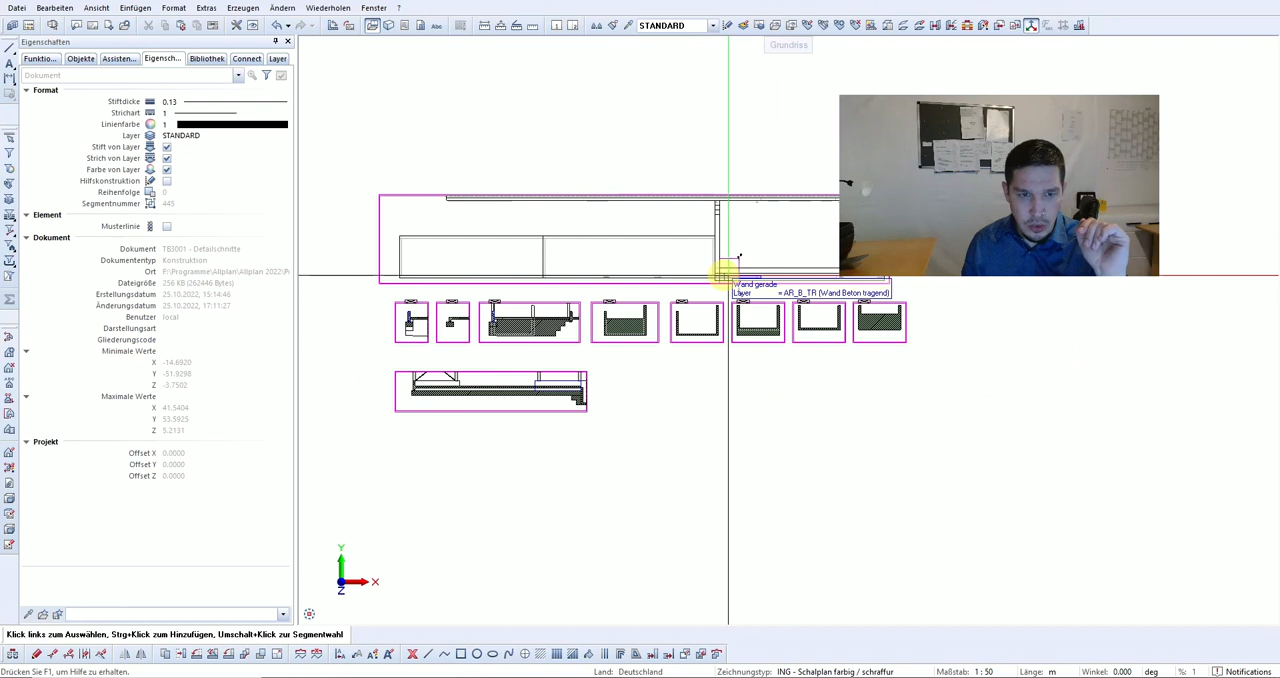 Datei Bearbeiten Ansicht Einfügen Format Extras Erzeugen Ändern Wiederholen Fenster ?
Abc STANDARD
Eigenschaften
Funktio... Objekte Assisten... Eigensch... Bibliothek Connect Layer
Dokument
Format
Stiftdicke 0.13
Strichart 1
Linienfarbe 1
Layer STANDARD
Stift von Layer
Strich von Layer
Farbe von Layer
Hilfskonstruktion
Reihenfolge 0
Segmentnummer 445
Element
Musterlinie
Dokument
Dokument TB3001 - Detailschnitte
Dokumententyp Konstruktion
Ort F:\Programme\Allplan\Allplan 2022\Pr
Dateigröße 256 KB (262446 Bytes)
Erstellungsdatum 25.10.2022 , 15:14:46
Änderungsdatum 25.10.2022 , 17:11:27
Benutzer local
Darstellungsart
Gliederungscode
Minimale Werte
X -14.6920
Y -51.9298
Z -3.7502
Maximale Werte
X 41.5404
Y 53.5925
Z 5.2131
Projekt
Offset X 0.0000
Offset Y 0.0000
Offset Z 0.0000
Grundriss
Wand gerade
Layer = AR_B_TR (Wand Beton tragend)
Y
X
Z
Klick links zum Auswählen, Strg+Klick zum Hinzufügen, Umschalt+Klick zur Segmentwahl
Drücken Sie F1, um Hilfe zu erhalten. Land: Deutschland Zeichnungstyp: ING - Schalplan farbig / schraffur Maßstab: 1 : 50 Länge: m Winkel: 0.000 deg %: 1 Notifications